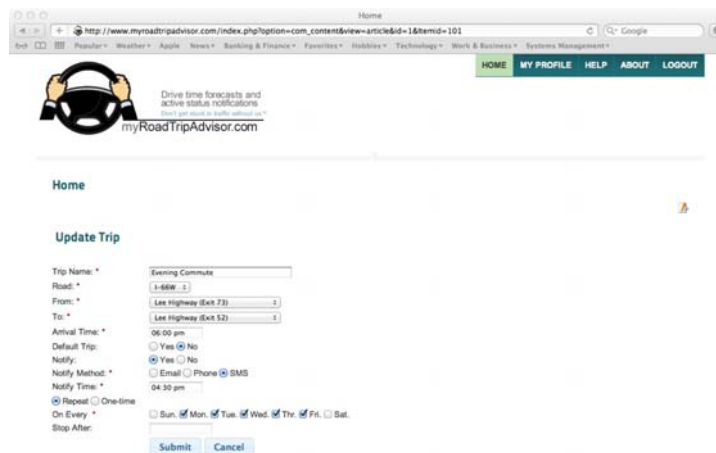 Home
http://www.myroadtripadvisor.com/index.php?option=com_content&view=article&id=1&Itemid=101
Google
Popular Weather Apple News Banking & Finance Favorites Hobbies Technology Work & Business Systems Management
HOME MY PROFILE HELP ABOUT LOGOUT
Drive time forecasts and
active status notifications
Don't get stuck in traffic without us™
myRoadTripAdvisor.com
Home
Update Trip
Trip Name: * Evening Commute
Road: * I-66W
From: * Lee Highway (Exit 73)
To: * Lee Highway (Exit 52)
Arrival Time: * 06:00 pm
Default Trip: Yes No
Notify: Yes No
Notify Method: * Email Phone SMS
Notify Time: * 04:30 pm
Repeat One-time
On Every * Sun. Mon. Tue. Wed. Thr. Fri. Sat.
Stop After:
Submit Cancel